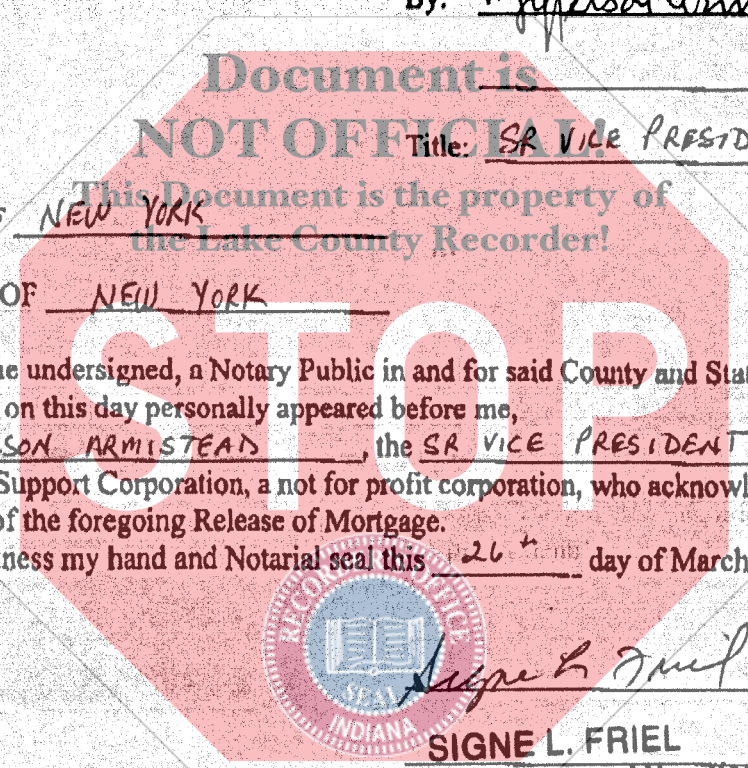 By:
Document is
NOT OFFICIAL!
Title: SR VICE PRESID
This Document is the property of
NEW YORK
the Lake County Recorder!
OF NEW YORK
STOP
undersigned, a Notary Public in and for said County and Stat
on this day personally appeared before me,
SON ARMISTEAD, the SR VICE PRESIDENT
Support Corporation, a not for profit corporation, who acknowl
of the foregoing Release of Mortgage.
ness my hand and Notarial seal this 26th day of March
RECORDER'S OFFICE
SEAL
INDIANA
Signe L Friel
SIGNE L. FRIEL